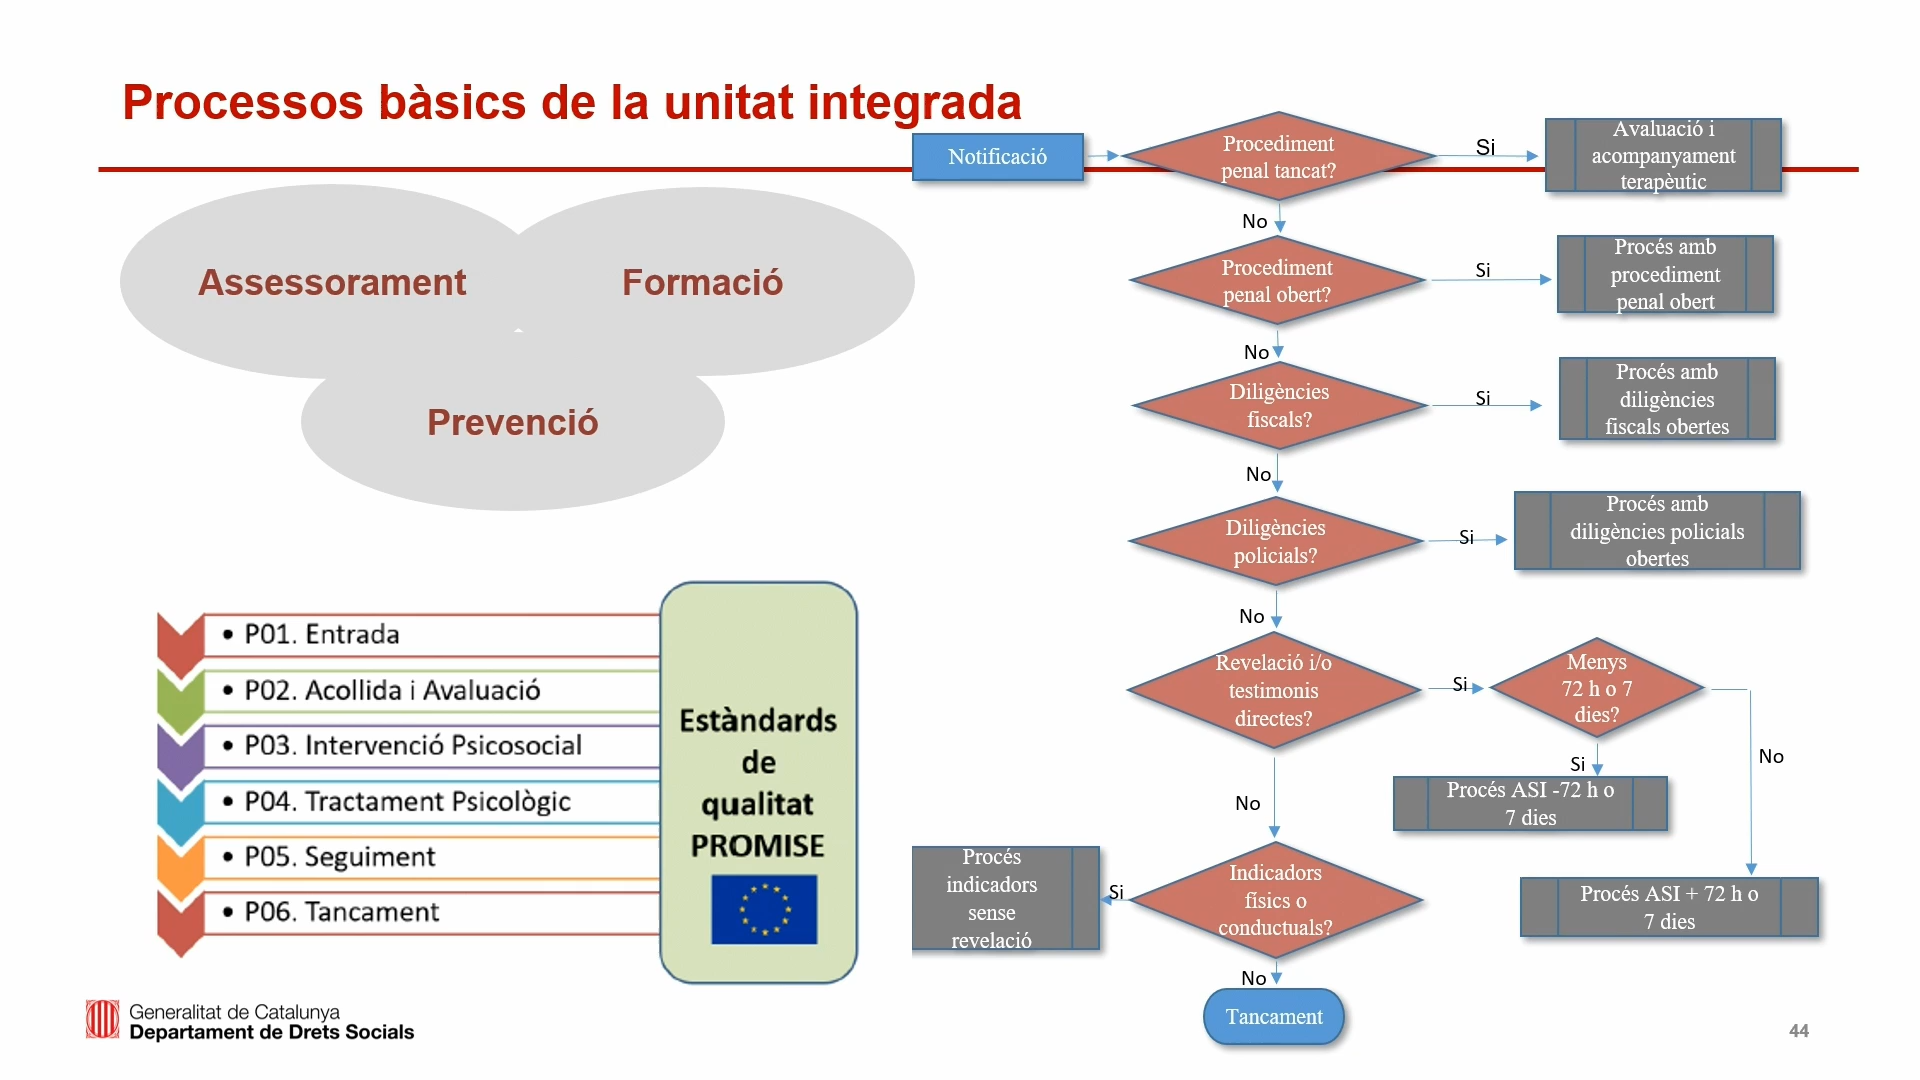 Processos bàsics de la unitat integrada
Assessorament
Formació
Prevenció
• P01. Entrada
• P02. Acollida i Avaluació
• P03. Intervenció Psicosocial
• P04. Tractament Psicològic
• P05. Seguiment
• P06. Tancament
Estàndards
de
qualitat
PROMISE
Notificació
Procediment
penal tancat?
Si
Avaluació i
acompanyament
terapèutic
No
Procediment
penal obert?
Si
Procés amb
procediment
penal obert
No
Diligències
fiscals?
Si
Procés amb
diligències
fiscals obertes
No
Diligències
policials?
Si
Procés amb
diligències policials
obertes
No
Revelació i/o
testimonis
directes?
Si
Menys
72 h o 7
dies?
Si
No
Procés ASI -72 h o
7 dies
Procés ASI + 72 h o
7 dies
No
Indicadors
físics o
conductuals?
Si
Procés
indicadors
sense
revelació
No
Tancament
Generalitat de Catalunya
Departament de Drets Socials
44